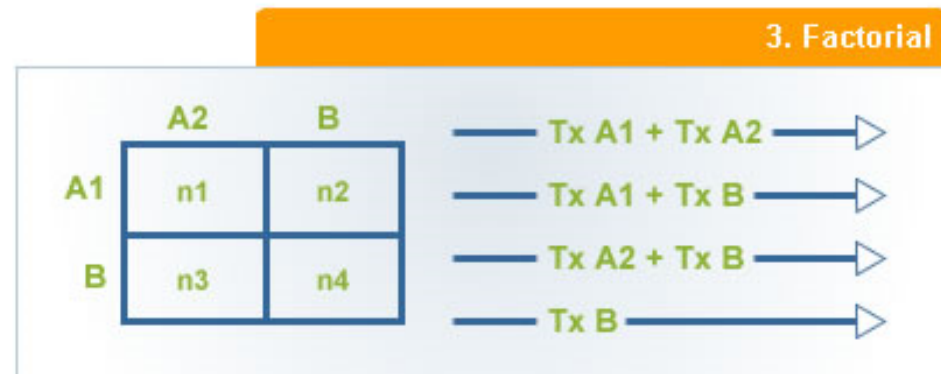 3. Factorial
A2 B
A1 n1 n2
B n3 n4
Tx A1 + Tx A2
Tx A1 + Tx B
Tx A2 + Tx B
Tx B